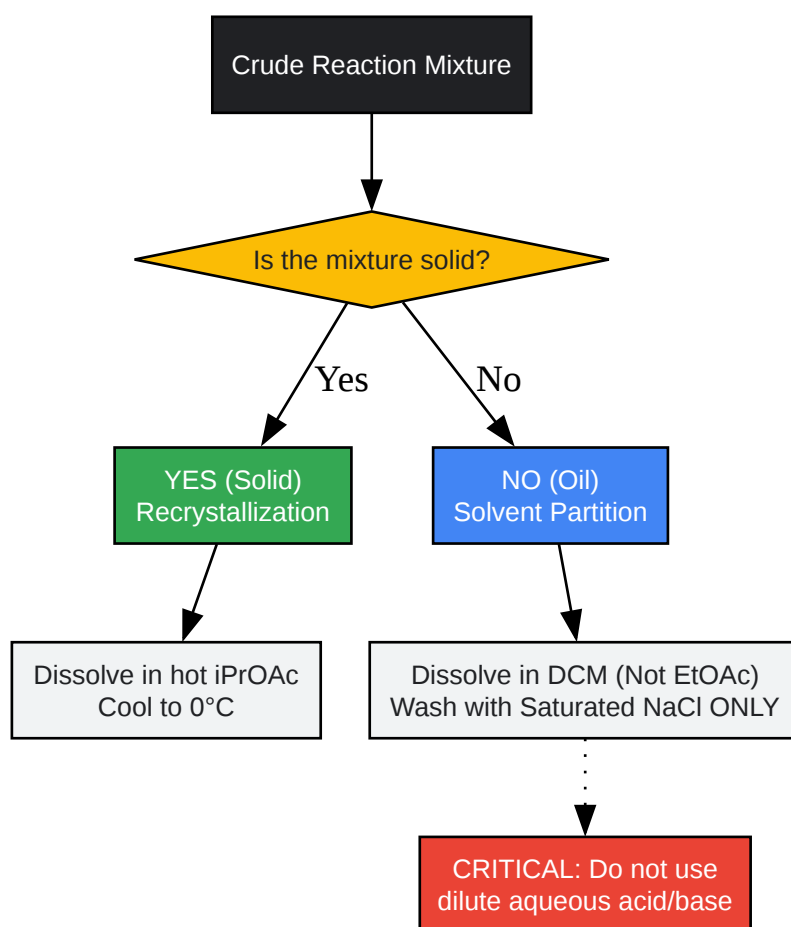 Crude Reaction Mixture
Is the mixture solid?
Yes
No
YES (Solid)
Recrystallization
NO (Oil)
Solvent Partition
Dissolve in hot iPrOAc
Cool to 0°C
Dissolve in DCM (Not EtOAc)
Wash with Saturated NaCl ONLY
CRITICAL: Do not use
dilute aqueous acid/base